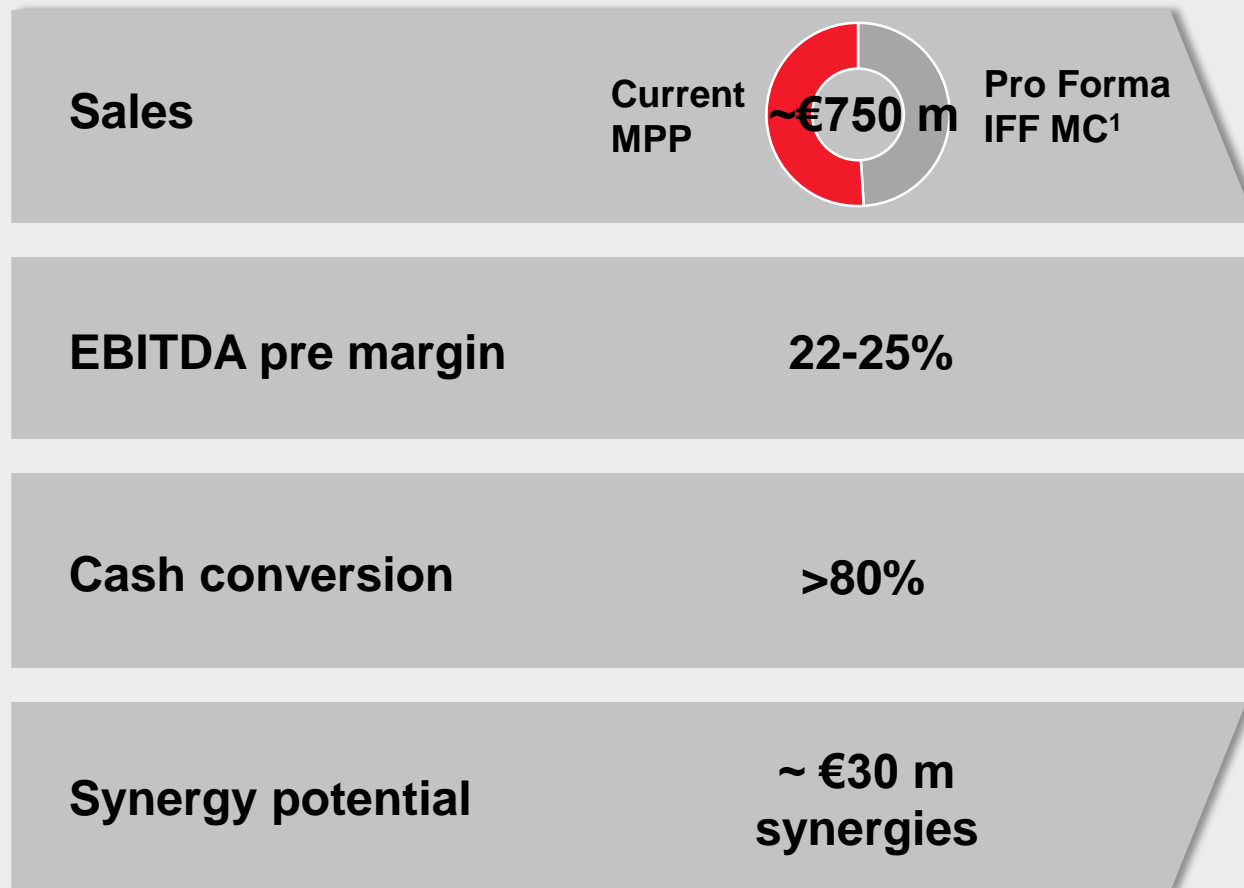 Sales
Current
MPP
~€750 m
Pro Forma
IFF MC¹
EBITDA pre margin
22-25%
Cash conversion
>80%
Synergy potential
~ €30 m
synergies